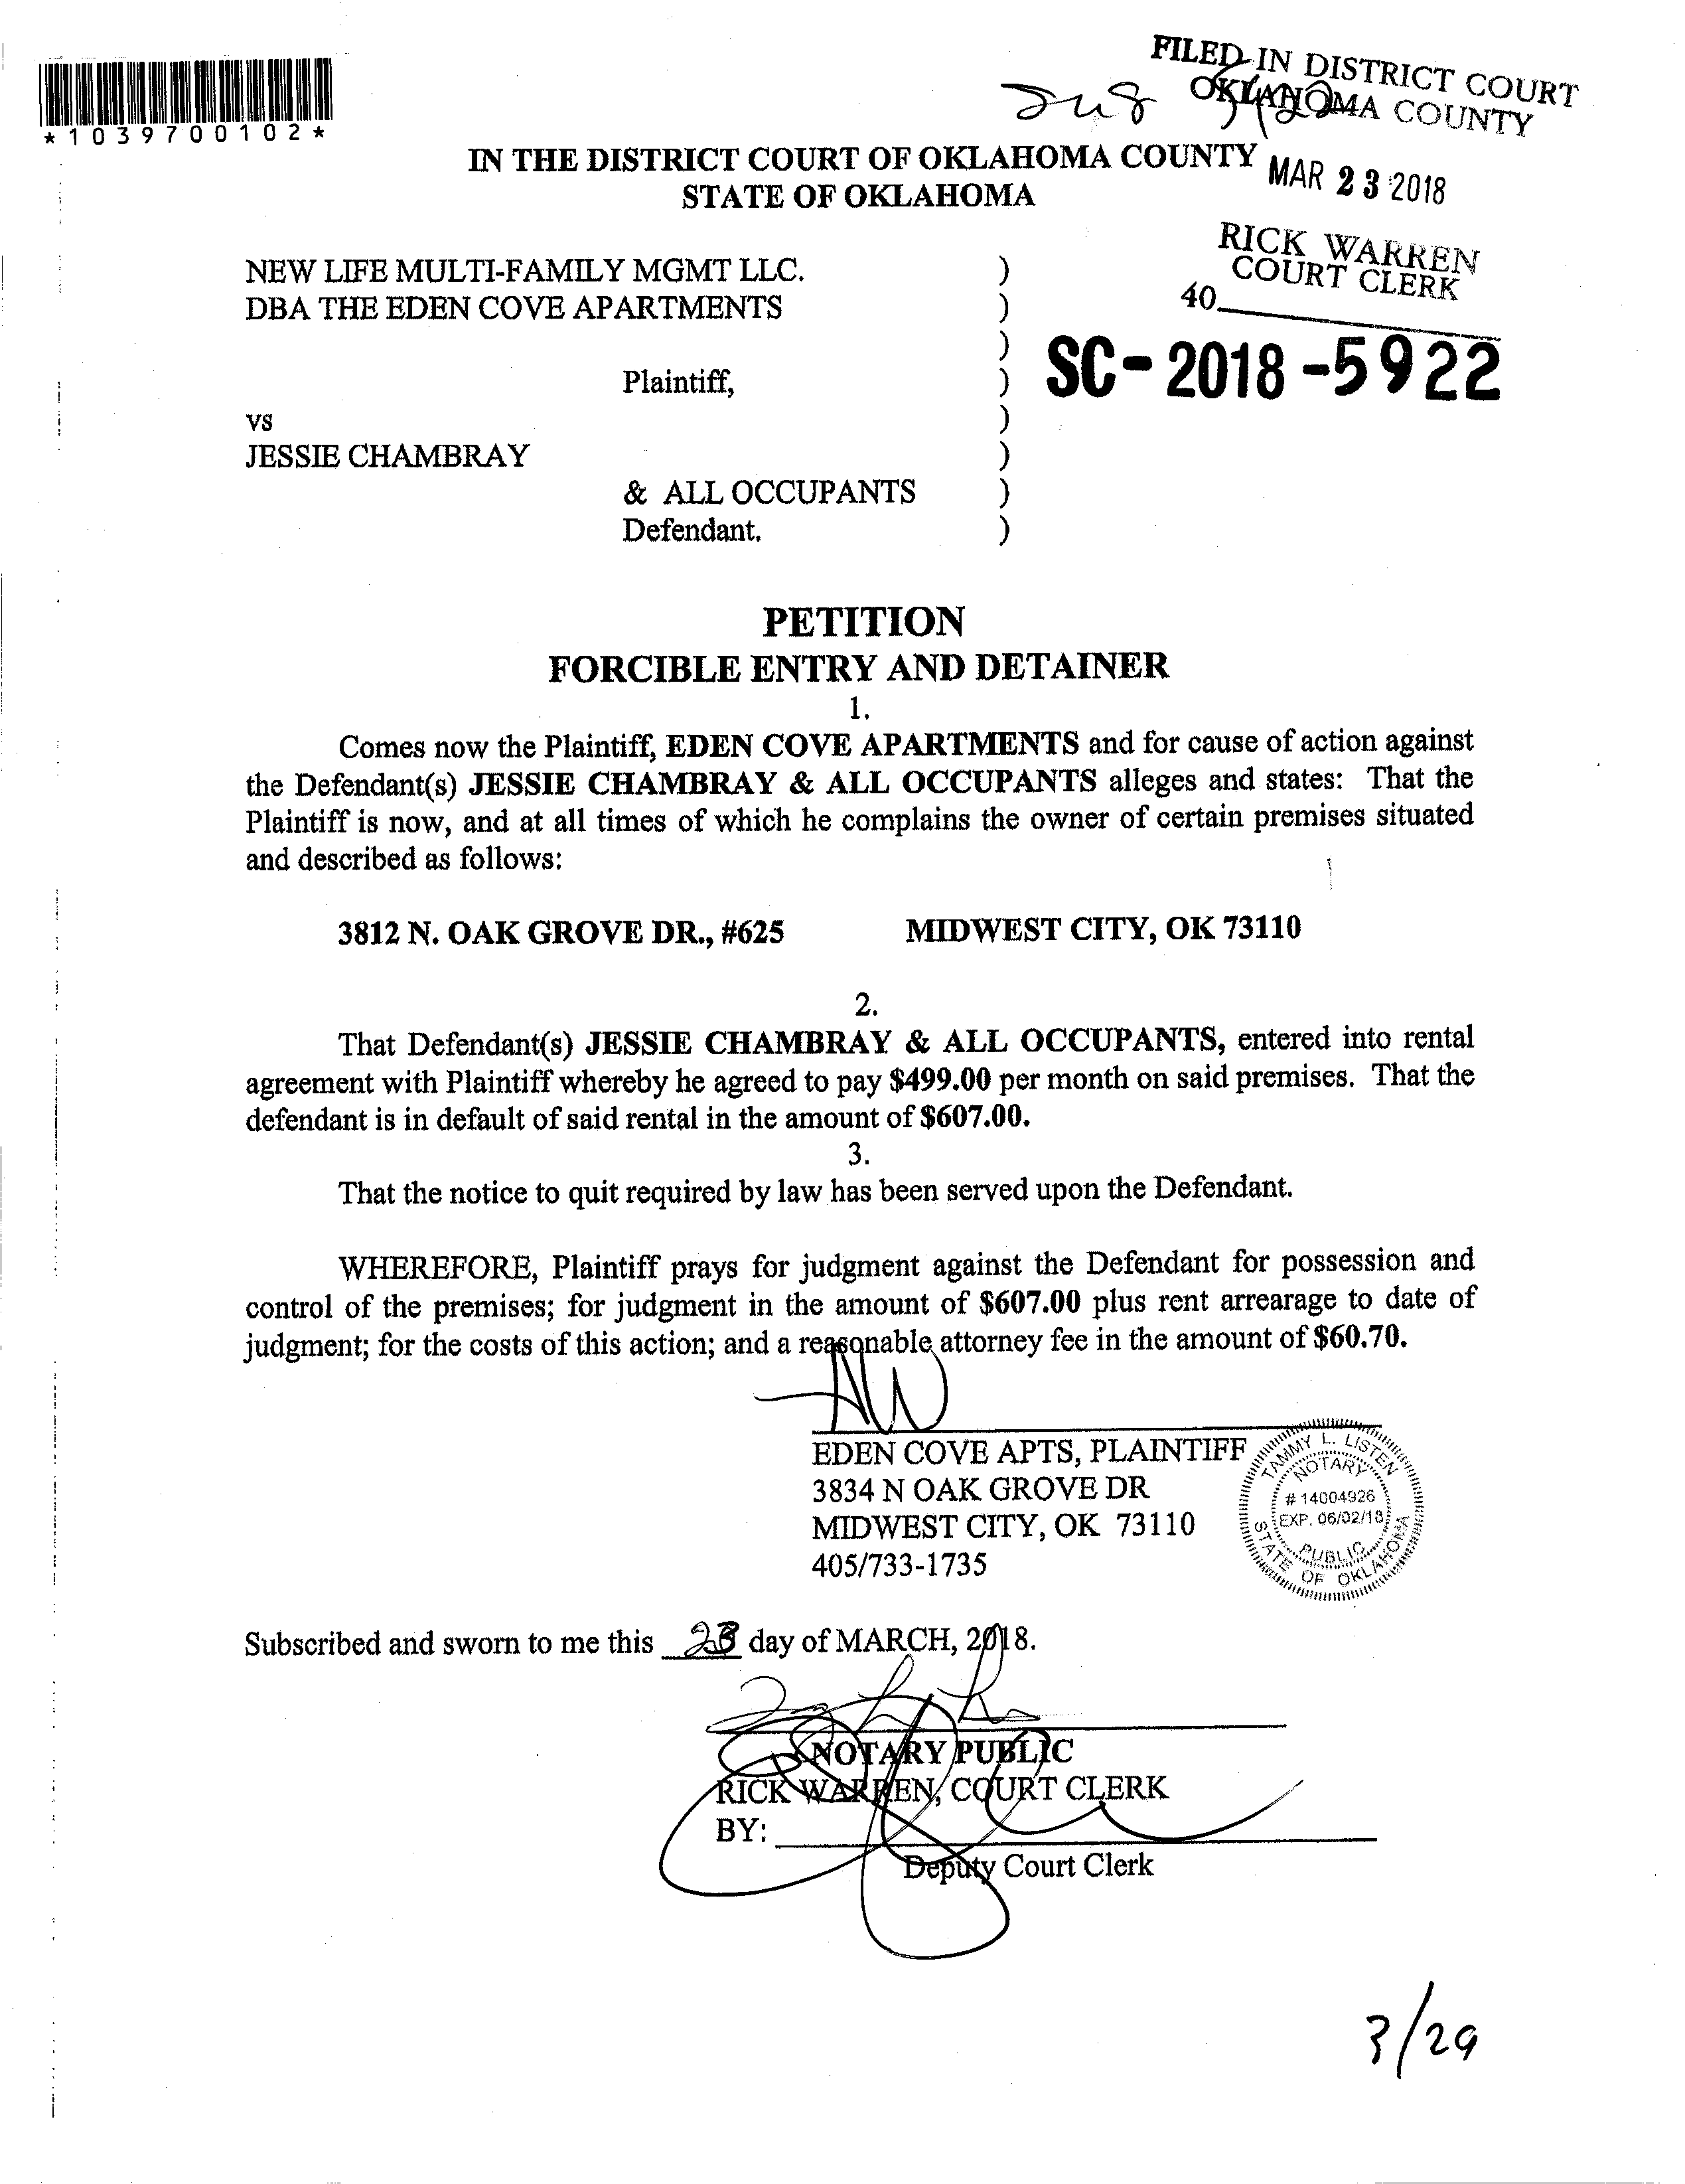 *1039700102*
FILED IN DISTRICT COURT
OKLAHOMA COUNTY
IN THE DISTRICT COURT OF OKLAHOMA COUNTY
STATE OF OKLAHOMA
MAR 23 2018
RICK WARREN
COURT CLERK
40
NEW LIFE MULTI-FAMILY MGMT LLC. )
DBA THE EDEN COVE APARTMENTS )
)
Plaintiff, )
SC-2018-5922
vs )
JESSIE CHAMBRAY )
& ALL OCCUPANTS )
Defendant. )
PETITION
FORCIBLE ENTRY AND DETAINER
1.
Comes now the Plaintiff, EDEN COVE APARTMENTS and for cause of action against
the Defendant(s) JESSIE CHAMBRAY & ALL OCCUPANTS alleges and states: That the
Plaintiff is now, and at all times of which he complains the owner of certain premises situated
and described as follows:
3812 N. OAK GROVE DR., #625 MIDWEST CITY, OK 73110
2.
That Defendant(s) JESSIE CHAMBRAY & ALL OCCUPANTS, entered into rental
agreement with Plaintiff whereby he agreed to pay $499.00 per month on said premises. That the
defendant is in default of said rental in the amount of $607.00.
3.
That the notice to quit required by law has been served upon the Defendant.
WHEREFORE, Plaintiff prays for judgment against the Defendant for possession and
control of the premises; for judgment in the amount of $607.00 plus rent arrearage to date of
judgment; for the costs of this action; and a reasonable attorney fee in the amount of $60.70.
EDEN COVE APTS, PLAINTIFF
3834 N OAK GROVE DR
MIDWEST CITY, OK 73110
405/733-1735
TAMMY L. LISTEN
NOTARY
# 14004926
EXP. 06/02/18
PUBLIC
STATE OF OKLAHOMA
Subscribed and sworn to me this 23 day of MARCH, 2018.
NOTARY PUBLIC
RICK WARREN, COURT CLERK
BY:
Deputy Court Clerk
3/29